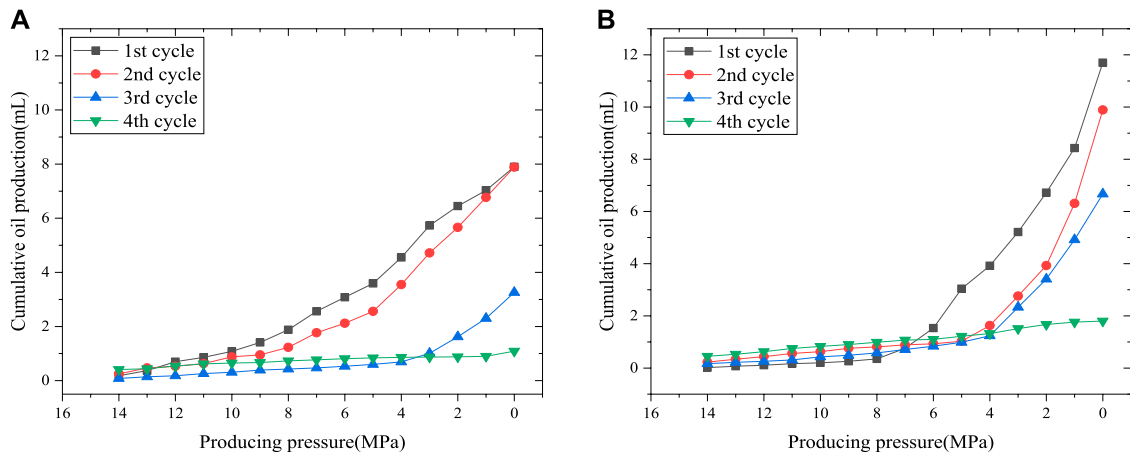 A
1st cycle
2nd cycle
3rd cycle
4th cycle
Cumulative oil production(mL)
12
10
8
6
4
2
0
16 14 12 10 8 6 4 2 0
Producing pressure(MPa)
B
1st cycle
2nd cycle
3rd cycle
4th cycle
Cumulative oil production(mL)
12
10
8
6
4
2
0
16 14 12 10 8 6 4 2 0
Producing pressure(MPa)